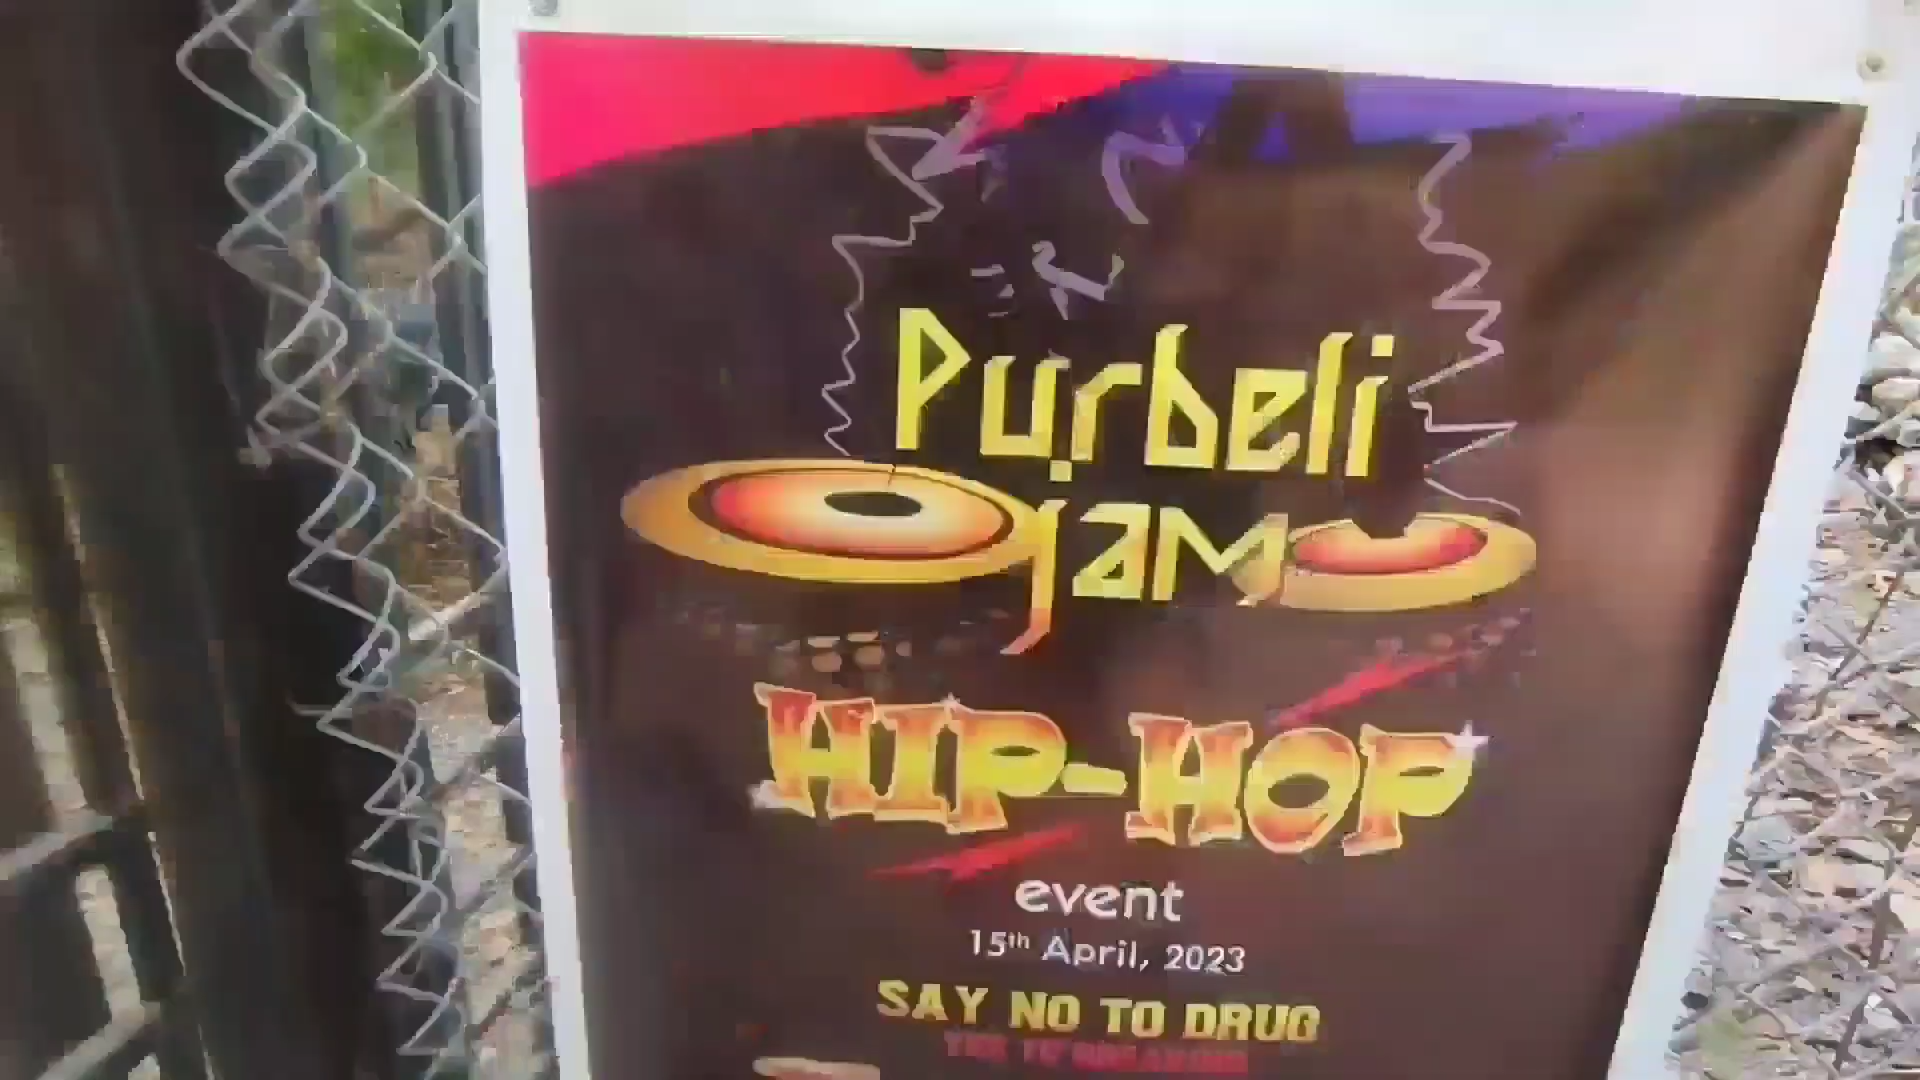 Purbeli
jam
HIP-HOP
event
15th April, 2023
SAY NO TO DRUG